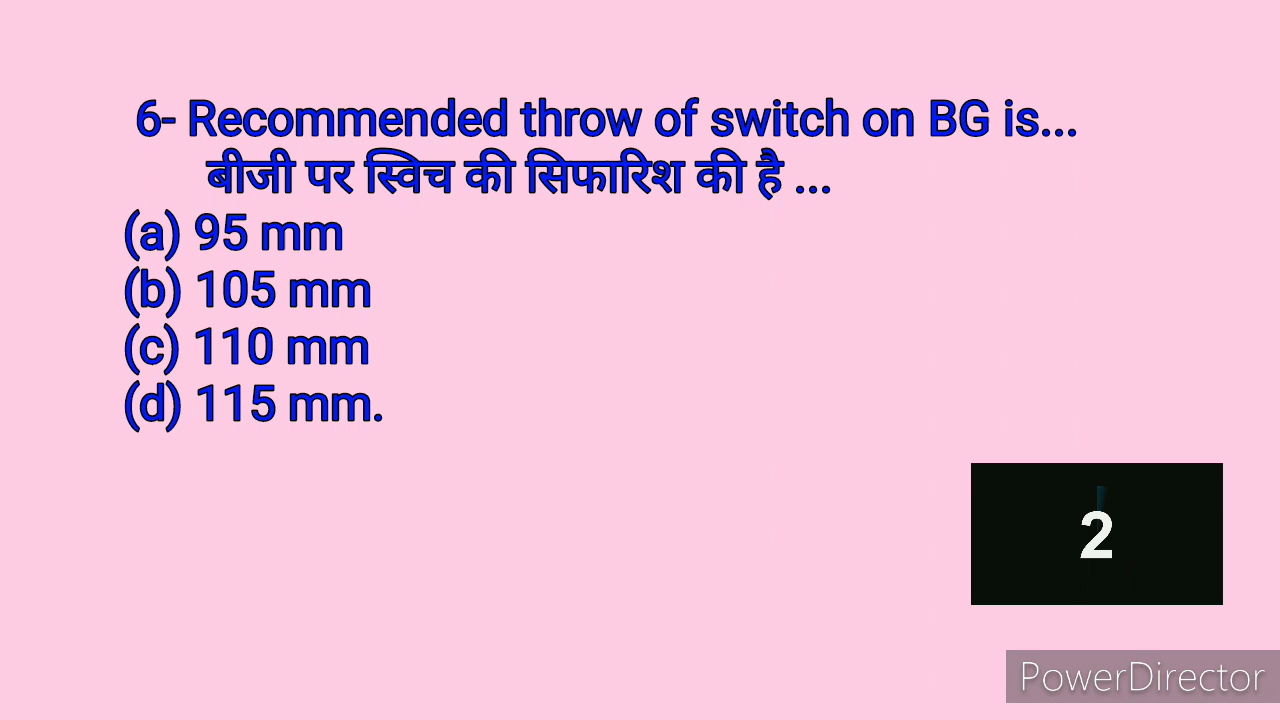 6- Recommended throw of switch on BG is...
बीजी पर स्विच की सिफारिश की है ...
(a) 95 mm
(b) 105 mm
(c) 110 mm
(d) 115 mm.
2
PowerDirector